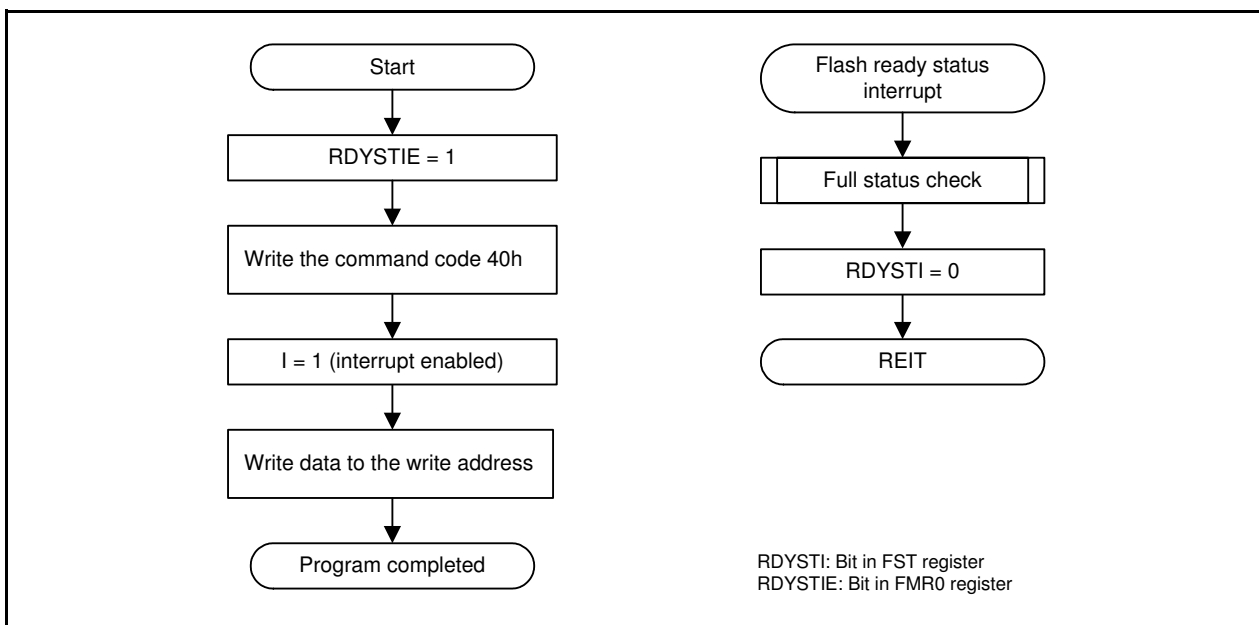 Start
RDYSTIE = 1
Write the command code 40h
I = 1 (interrupt enabled)
Write data to the write address
Program completed
Flash ready status
interrupt
Full status check
RDYSTI = 0
REIT
RDYSTI: Bit in FST register
RDYSTIE: Bit in FMR0 register